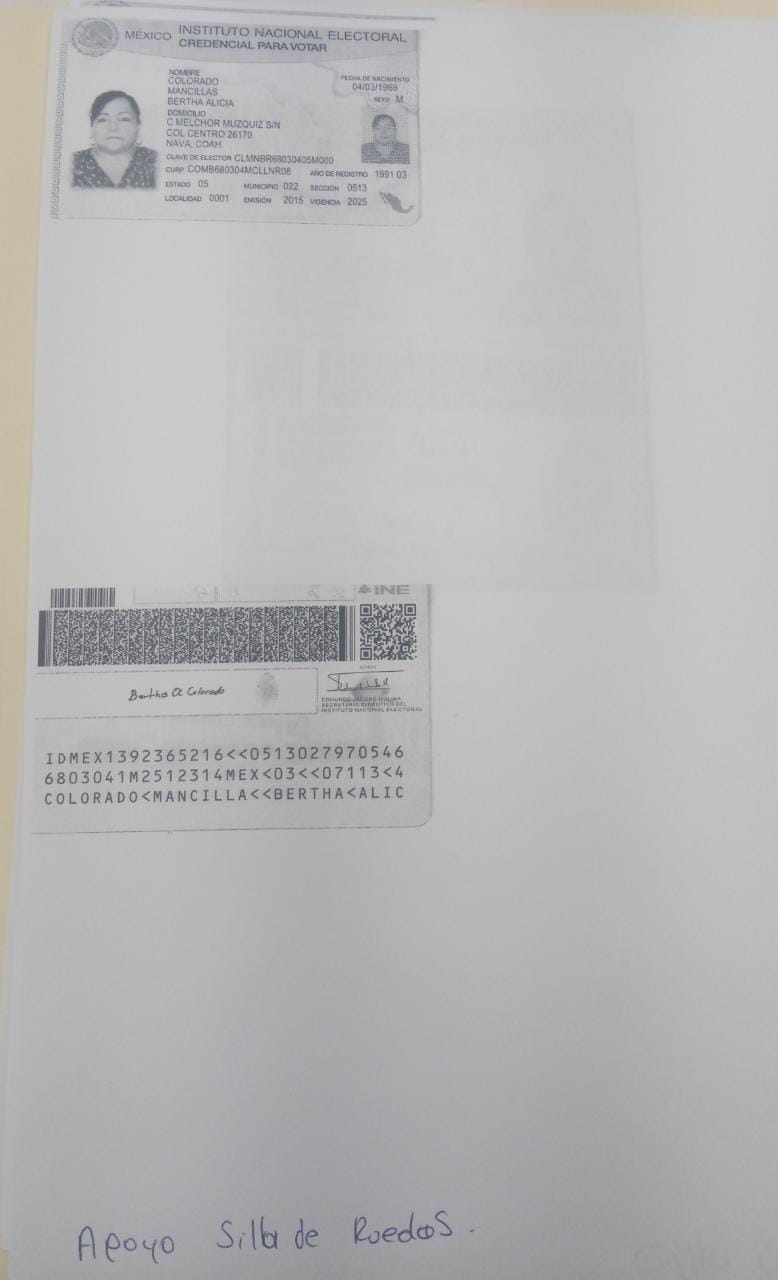 MÉXICO INSTITUTO NACIONAL ELECTORAL
CREDENCIAL PARA VOTAR
NOMBRE
COLORADO
MANCILLAS
BERTHA ALICIA
FECHA DE NACIMIENTO
04/03/1968
SEXO M
DOMICILIO
C MELCHOR MUZQUIZ S/N
COL CENTRO 26170
NAVA, COAH.
CLAVE DE ELECTOR CLMNBR68030405M000
CURP COMB680304MCLLNR08 AÑO DE REGISTRO 1991 03
ESTADO 05 MUNICIPIO 022 SECCIÓN 0513
LOCALIDAD 0001 EMISIÓN 2015 VIGENCIA 2025
INE
Bertha A Colorado
EDMUNDO JACOBO MOLINA
SECRETARIO EJECUTIVO DEL
INSTITUTO NACIONAL ELECTORAL
IDMEX1392365216<<0513027970546
6803041M2512314MEX<03<<07113<4
COLORADO<MANCILLA<<BERTHA<ALIC
Apoyo Silla de Ruedas.